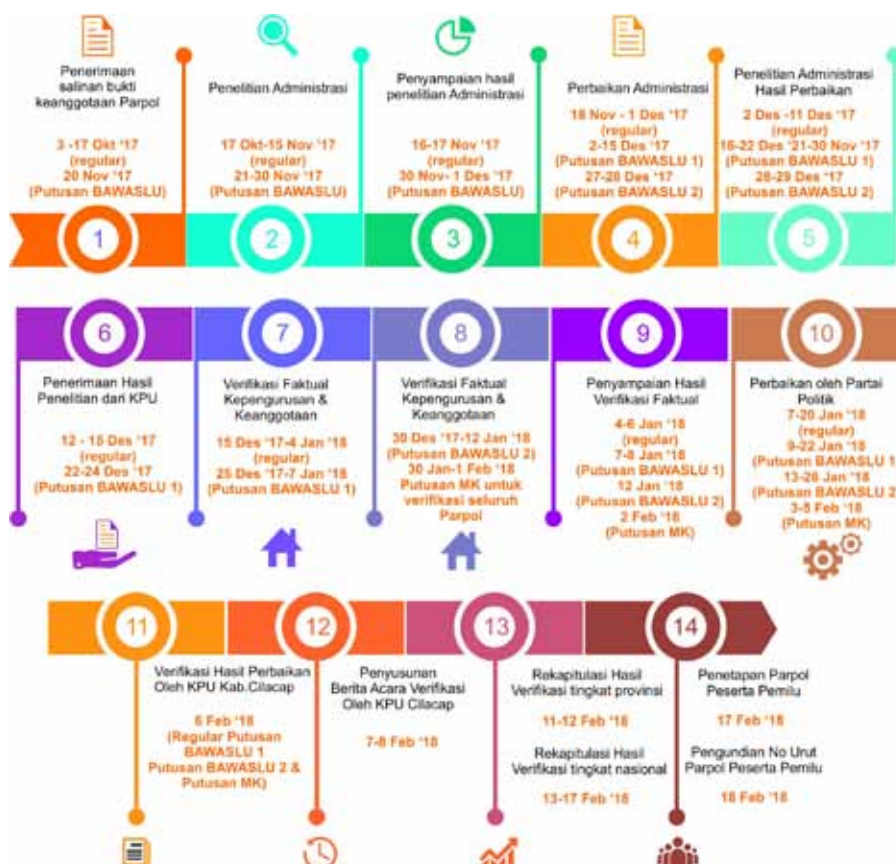 Penerimaan
salinan bukti
keanggotaan Parpol
3 -17 Okt '17
(regular)
20 Nov '17
(Putusan BAWASLU)
1
Penelitian Administrasi
17 Okt-15 Nov '17
(regular)
21-30 Nov '17
(Putusan BAWASLU)
2
Penyampaian hasil
penelitian Administrasi
16-17 Nov '17
(regular)
30 Nov- 1 Des '17
(Putusan BAWASLU)
3
Perbaikan Administrasi
18 Nov - 1 Des '17
(regular)
2-15 Des '17
(Putusan BAWASLU 1)
27-28 Des '17
(Putusan BAWASLU 2)
4
Penelitian Administrasi
Hasil Perbaikan
2 Des -11 Des '17
(regular)
16-22 Des '21-30 Nov '17
(Putusan BAWASLU 1)
28-29 Des '17
(Putusan BAWASLU 2)
5
6
Penerimaan Hasil
Penelitian dari KPU
12 - 15 Des '17
(regular)
22-24 Des '17
(Putusan BAWASLU 1)
7
Verifikasi Faktual
Kepengurusan &
Keanggotaan
15 Des '17-4 Jan '18
(regular)
25 Des '17-7 Jan '18
(Putusan BAWASLU 1)
8
Verifikasi Faktual
Kepengurusan &
Keanggotaan
30 Des '17-12 Jan '18
(Putusan BAWASLU 2)
30 Jan-1 Feb '18
Putusan MK untuk
verifikasi seluruh
Parpol
9
Penyampaian Hasil
Verifikasi Faktual
4-6 Jan '18
(regular)
7-8 Jan '18
(Putusan BAWASLU 1)
12 Jan '18
(Putusan BAWASLU 2)
2 Feb '18
(Putusan MK)
10
Perbaikan oleh Partai
Politik
7-20 Jan '18
(regular)
9-22 Jan '18
(Putusan BAWASLU 1
13-26 Jan '18
(Putusan BAWASLU 2
3-5 Feb '18
(Putusan MK)
11
Verifikasi Hasil Perbaikan
Oleh KPU Kab.Cilacap
6 Feb '18
(Regular Putusan
BAWASLU 1
Putusan BAWASLU 2 &
Putusan MK)
12
Penyusunan
Berita Acara Verifikasi
Oleh KPU Cilacap
7-8 Feb '18
13
Rekapitulasi Hasil
Verifikasi tingkat provinsi
11-12 Feb '18
Rekapitulasi Hasil
Verifikasi tingkat nasional
13-17 Feb '18
14
Penetapan Parpol
Peserta Pemilu
17 Feb '18
Pengundian No Urut
Parpol Peserta Pemilu
18 Feb '18